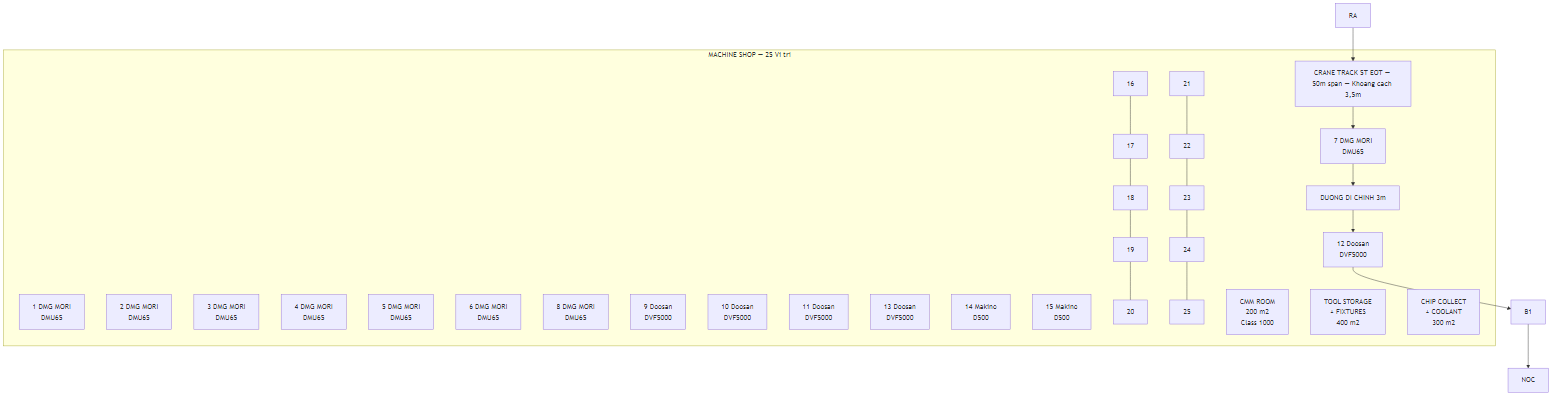 RA
MACHINE SHOP — 25 Vi tri
CRANE TRACK 5T EOT —
50m span — Khoang cach
3,5m
16
21
7 DMG MORI
DMU65
17
22
DUONG DI CHINH 3m
18
23
12 Doosan
DVF5000
19
24
1 DMG MORI
DMU65
2 DMG MORI
DMU65
3 DMG MORI
DMU65
4 DMG MORI
DMU65
5 DMG MORI
DMU65
6 DMG MORI
DMU65
8 DMG MORI
DMU65
9 Doosan
DVF5000
10 Doosan
DVF5000
11 Doosan
DVF5000
13 Doosan
DVF5000
14 Makino
D500
15 Makino
D500
20
25
CMM ROOM
200 m2
Class 1000
TOOL STORAGE
+ FIXTURES
400 m2
CHIP COLLECT
+ COOLANT
300 m2
B1
NOC